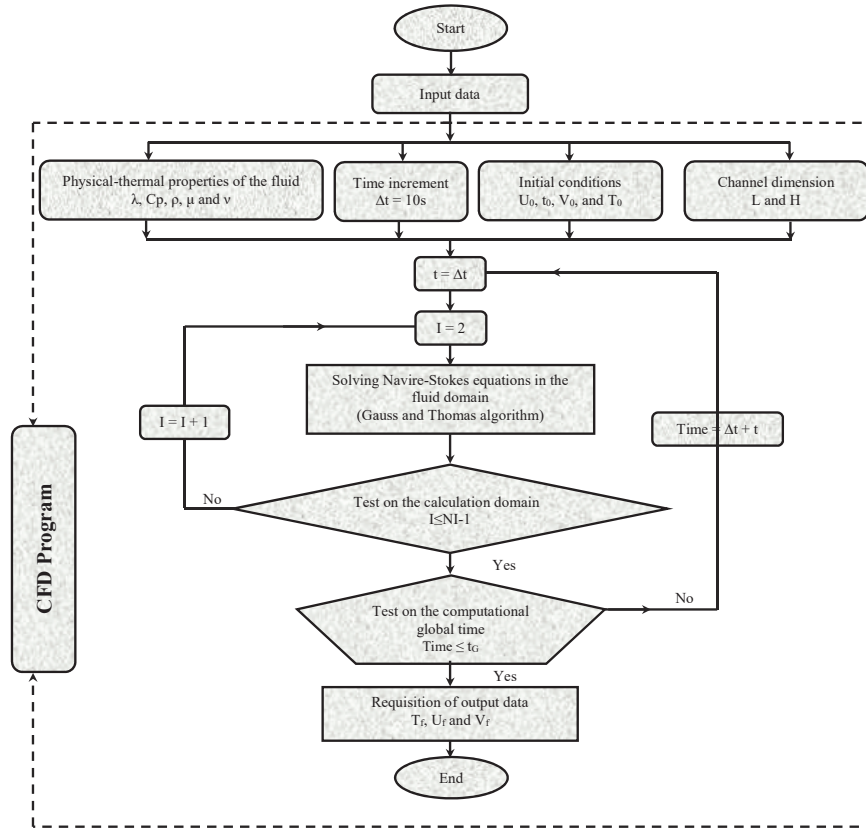 Start
Input data
Physical-thermal properties of the fluid
λ, Cp, ρ, μ and ν
Time increment
Δt = 10s
Initial conditions
U₀, t₀, V₀, and T₀
Channel dimension
L and H
t = Δt
I = 2
Solving Navire-Stokes equations in the
fluid domain
(Gauss and Thomas algorithm)
I = I + 1
Time = Δt + t
No
Test on the calculation domain
I≤NI-1
Yes
CFD Program
Test on the computational
global time
Time ≤ t_G
No
Yes
Requisition of output data
T_f, U_f and V_f
End